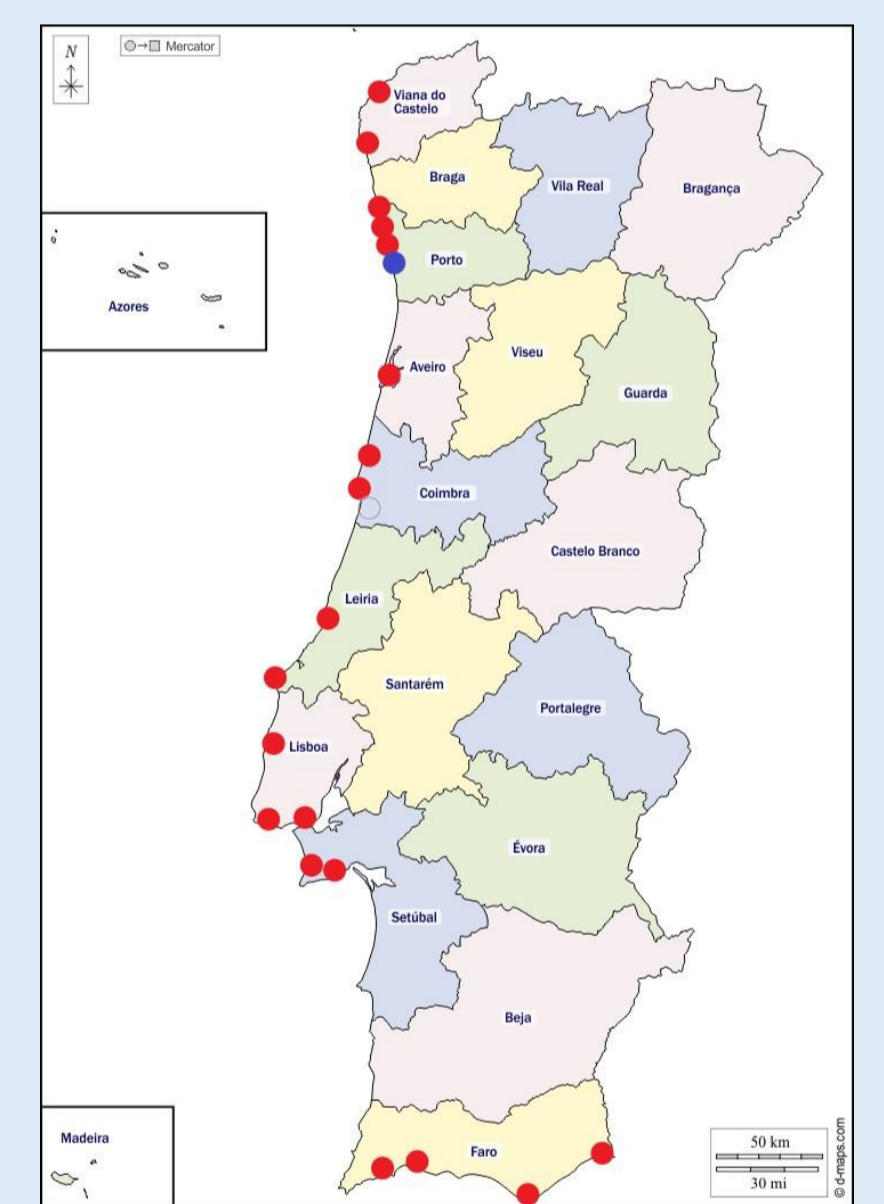 N
Mercator
Viana do
Castelo
Braga
Vila Real
Bragança
Porto
Azores
Aveiro
Viseu
Guarda
Coimbra
Castelo Branco
Leiria
Santarém
Portalegre
Lisboa
Évora
Setúbal
Beja
Madeira
Faro
50 km
30 mi
© d-maps.com